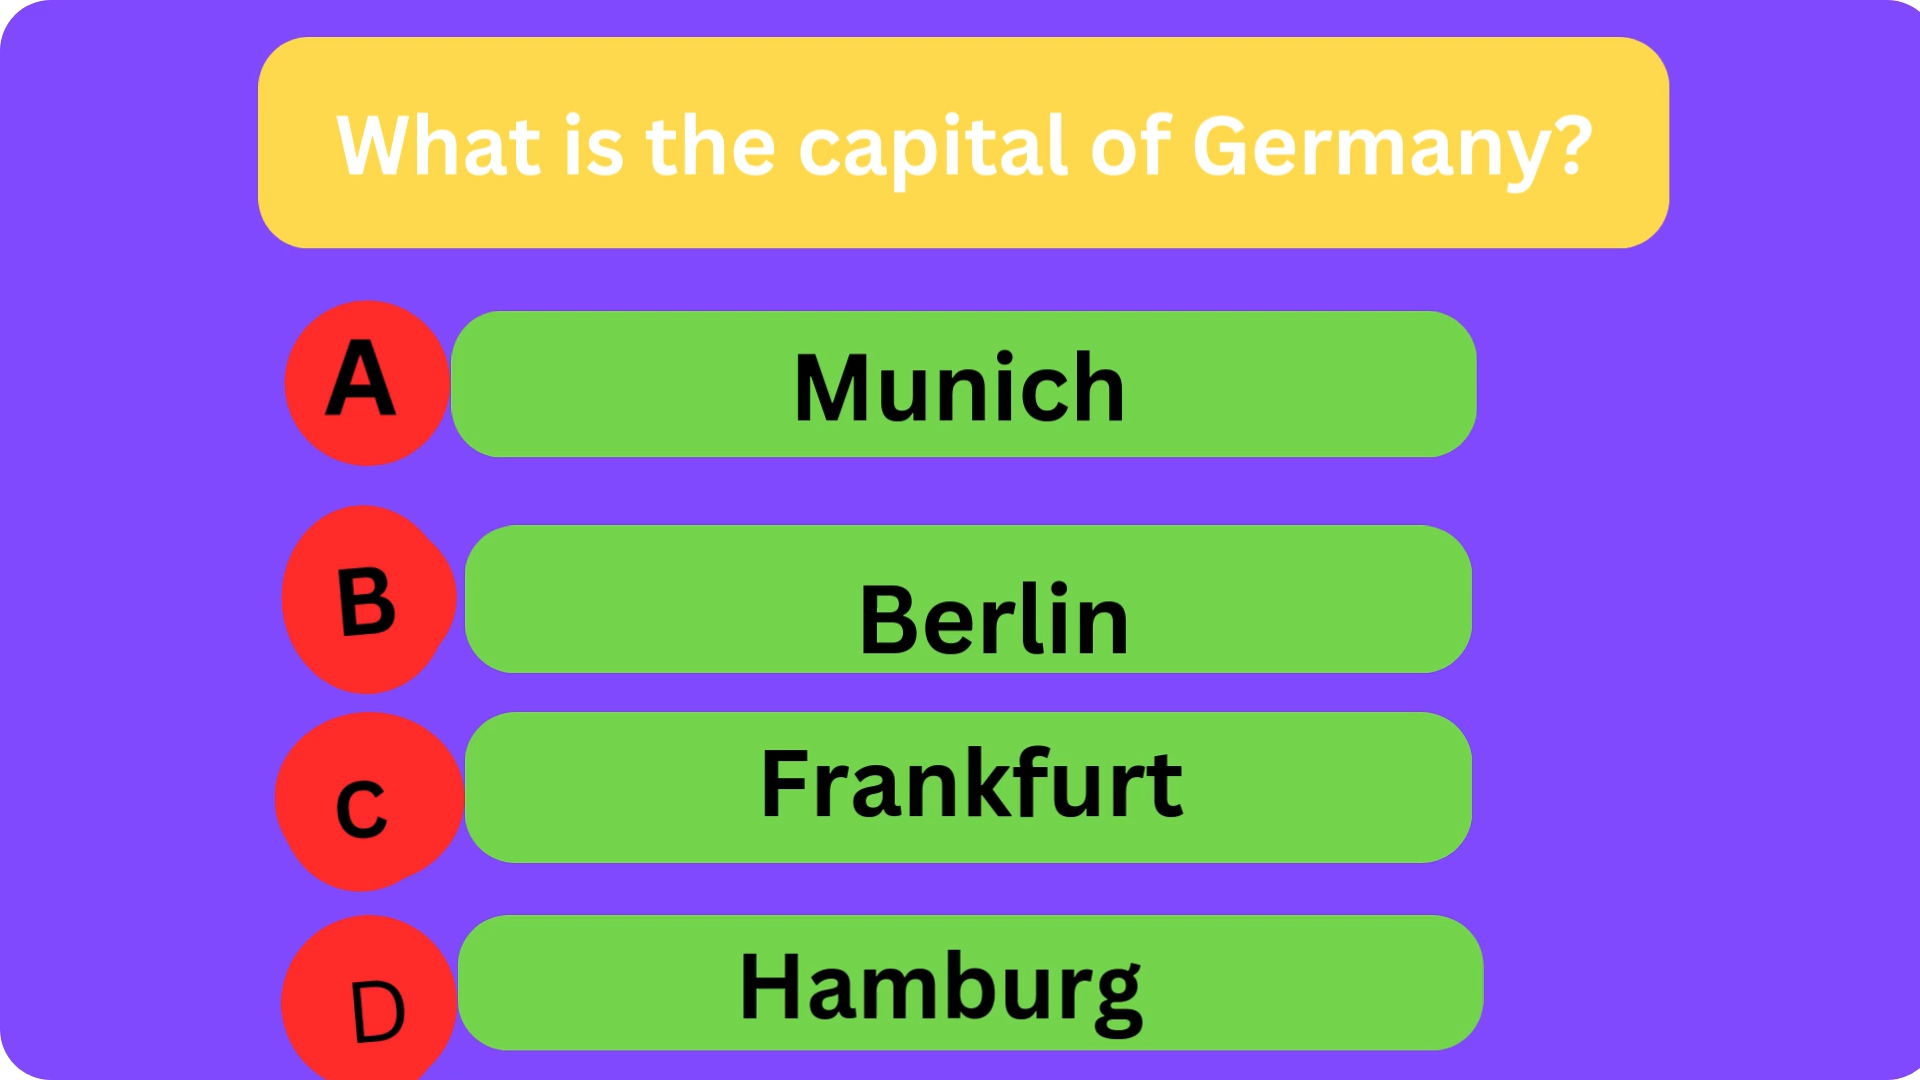 What is the capital of Germany?
A Munich
B Berlin
C Frankfurt
D Hamburg